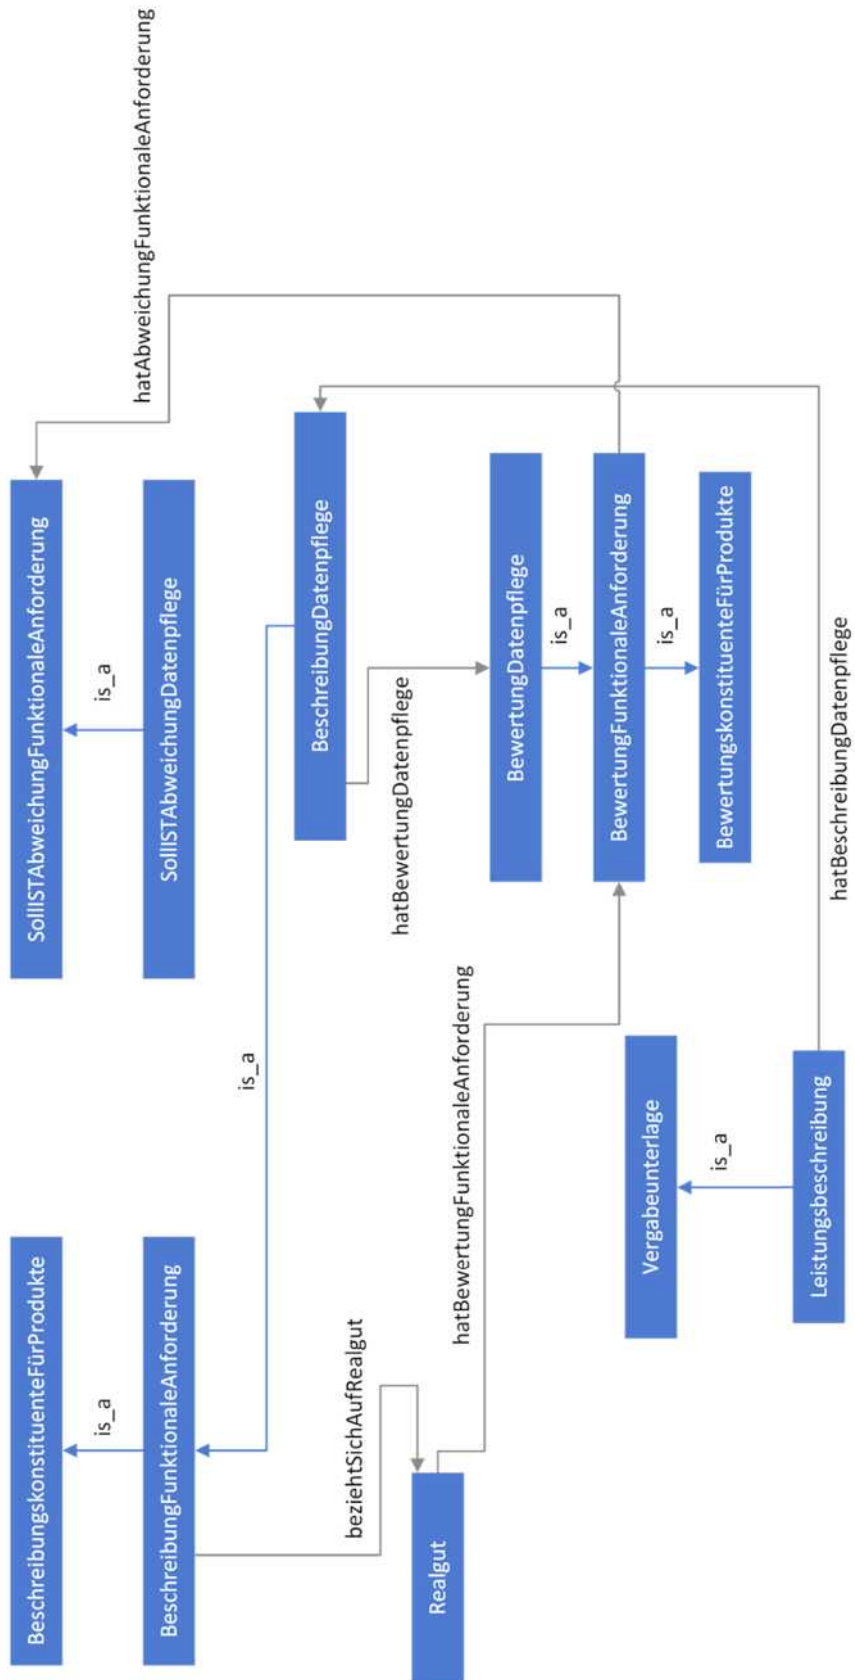 BeschreibungskonstituenteFürProdukte
is_a
BeschreibungFunktionaleAnforderung
SollISTAbweichungFunktionaleAnforderung
is_a
SollISTAbweichungDatenpflege
hatAbweichungFunktionaleAnforderung
is_a
BeschreibungDatenpflege
beziehtSichAufRealgut
hatBewertungDatenpflege
Realgut
hatBewertungFunktionaleAnforderung
BewertungDatenpflege
is_a
BewertungFunktionaleAnforderung
is_a
BewertungskonstituenteFürProdukte
Vergabeunterlage
is_a
Leistungsbeschreibung
hatBeschreibungDatenpflege